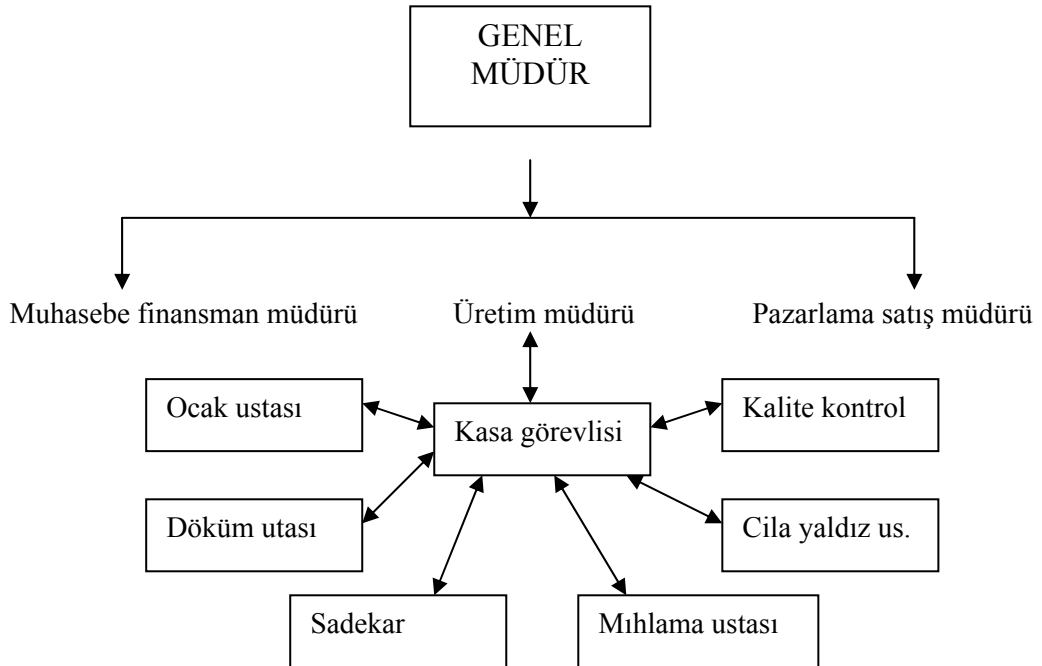 GENEL
MÜDÜR
Muhasebe finansman müdürü
Üretim müdürü
Pazarlama satış müdürü
Ocak ustası
Kasa görevlisi
Kalite kontrol
Döküm utası
Cila yaldız us.
Sadekar
Mıhlama ustası